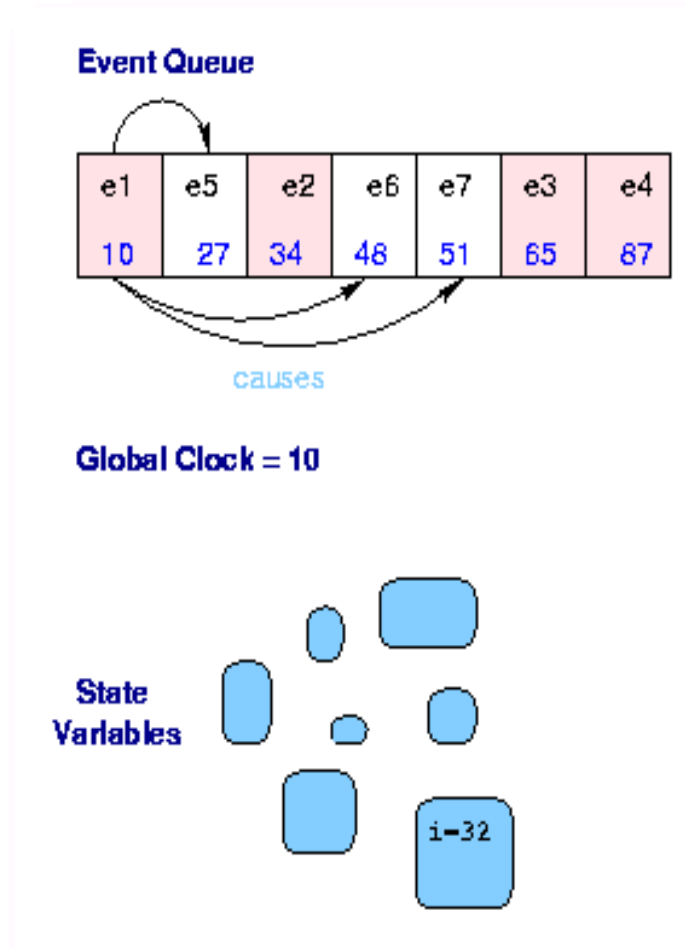 Event Queue
e1 e5 e2 e6 e7 e3 e4
10 27 34 48 51 65 87
causes
Global Clock = 10
State
Variables
i=32